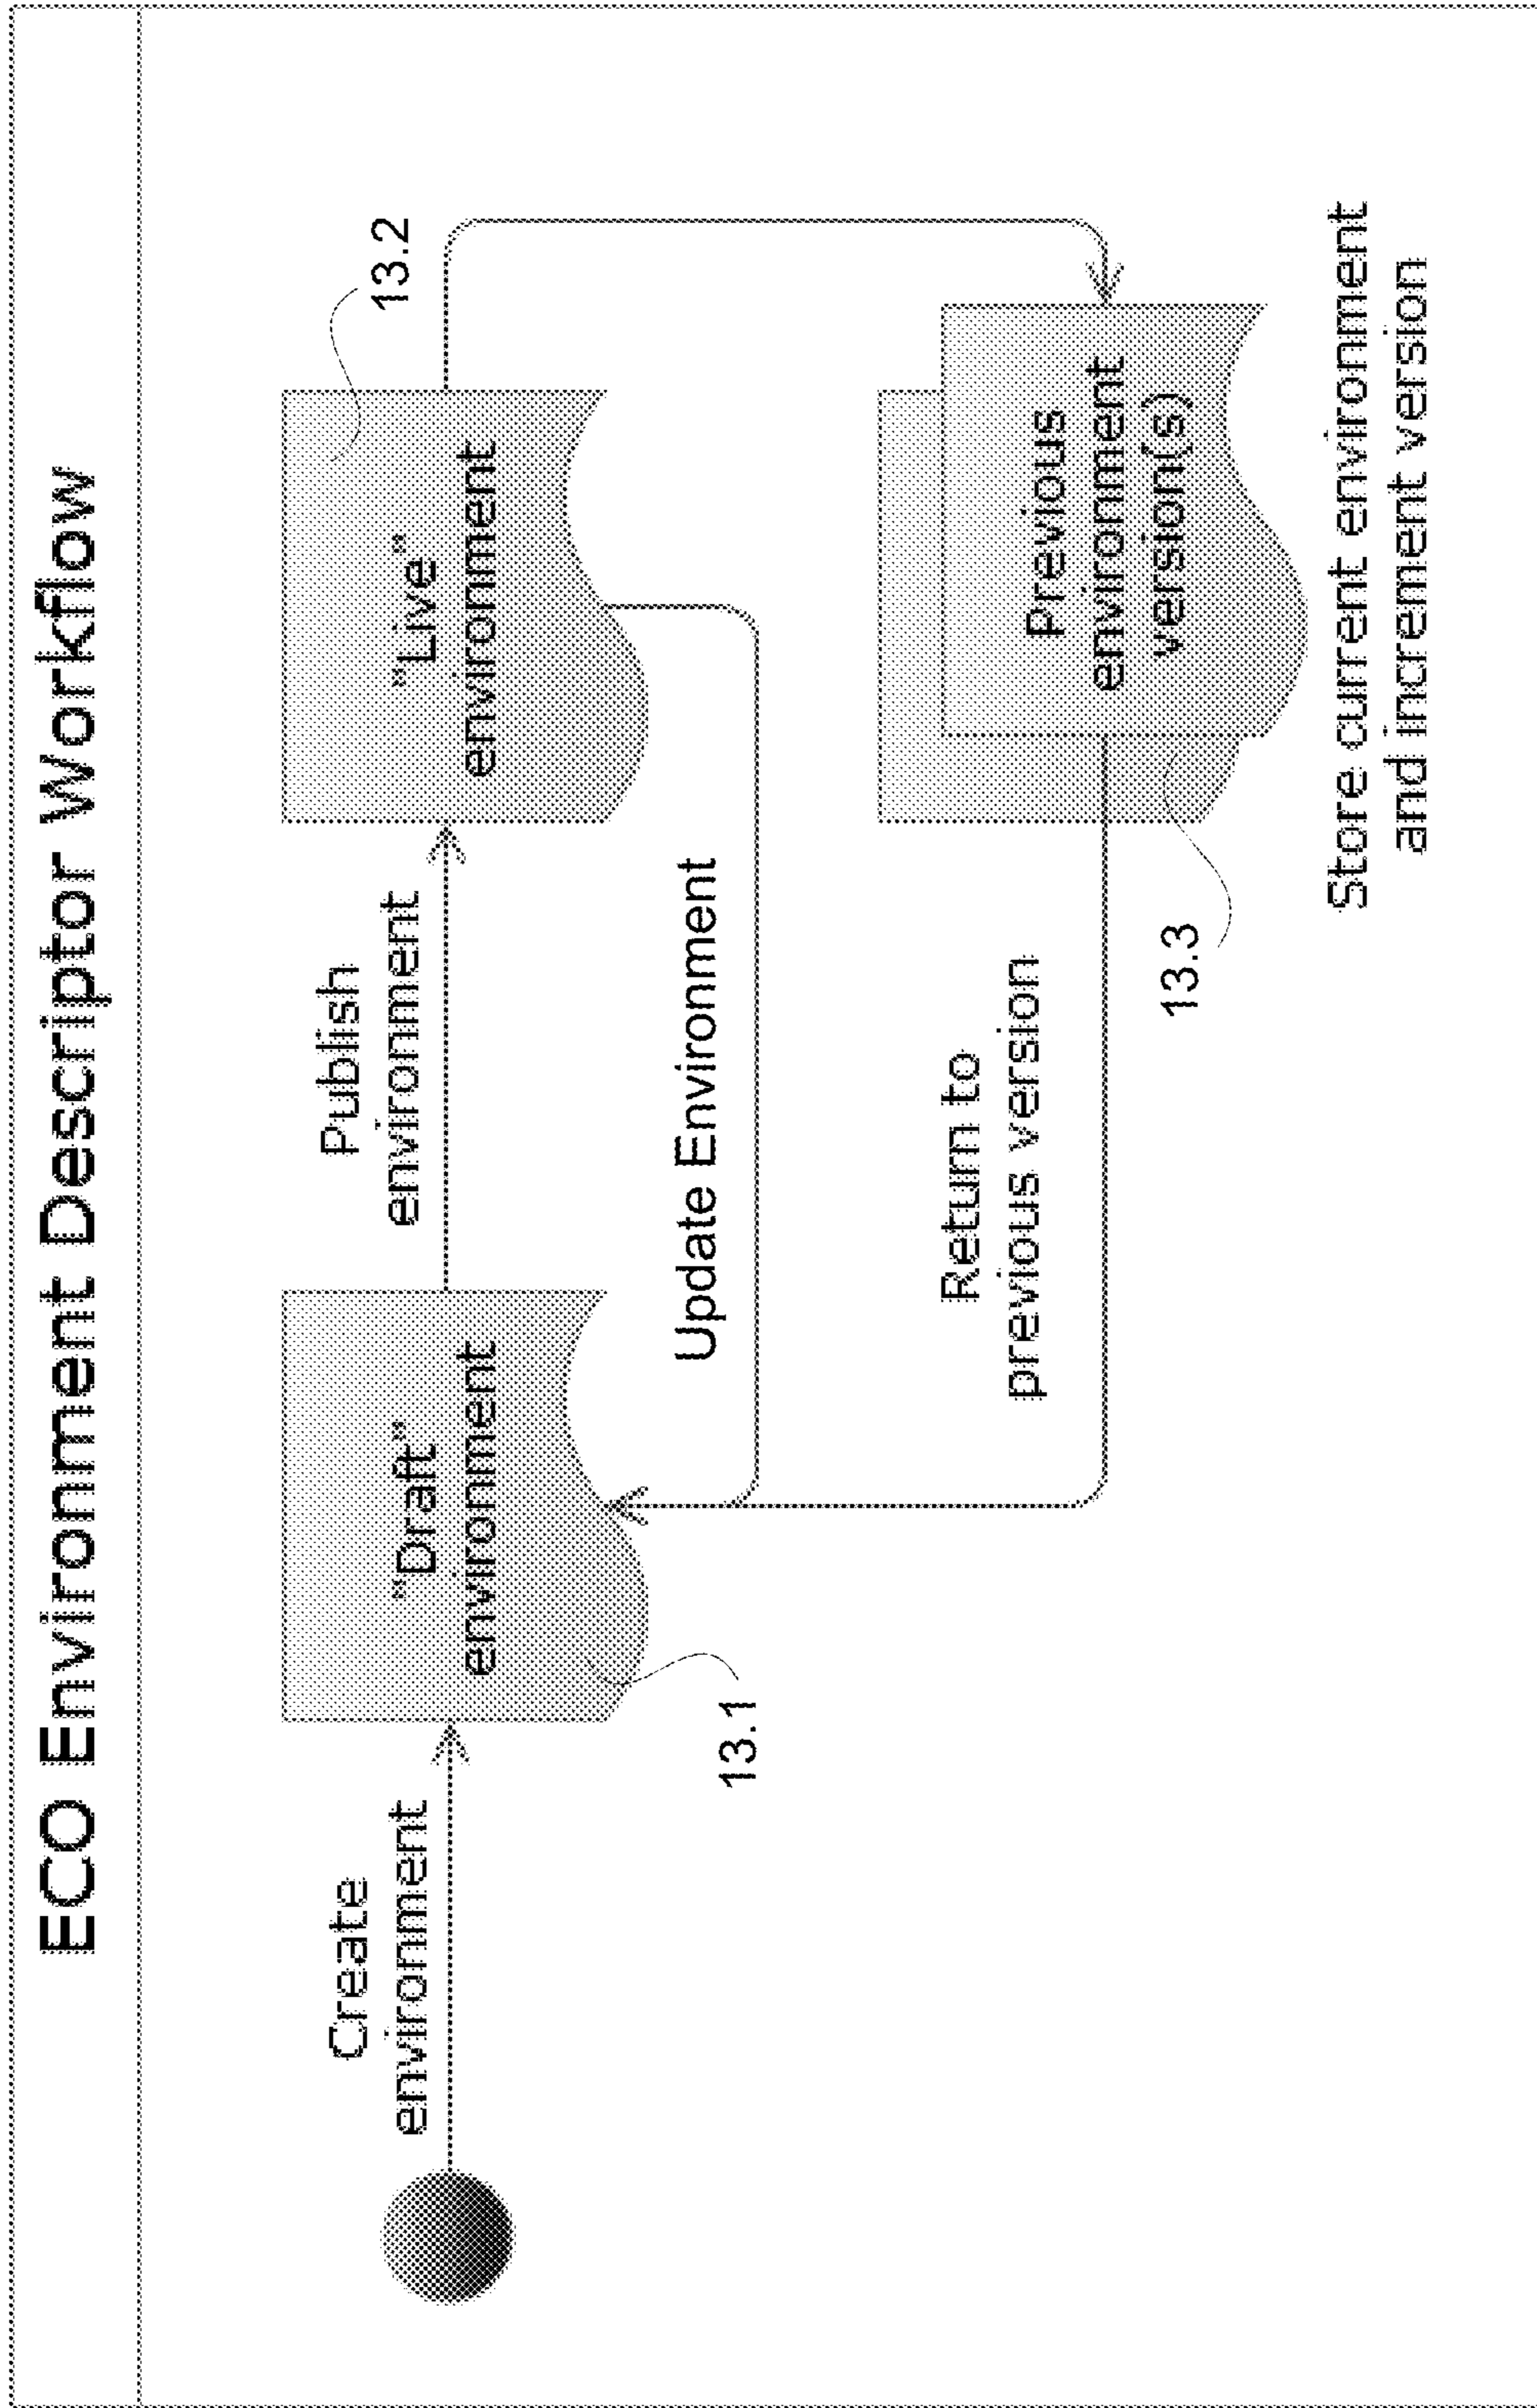 ECO Environment Descriptor Workflow
Create
environment
"Draft"
environment
13.1
Publish
environment
"Live"
environment
13.2
Update Environment
Return to
previous version
Previous
environment
version(s)
13.3
Store current environment
and increment version